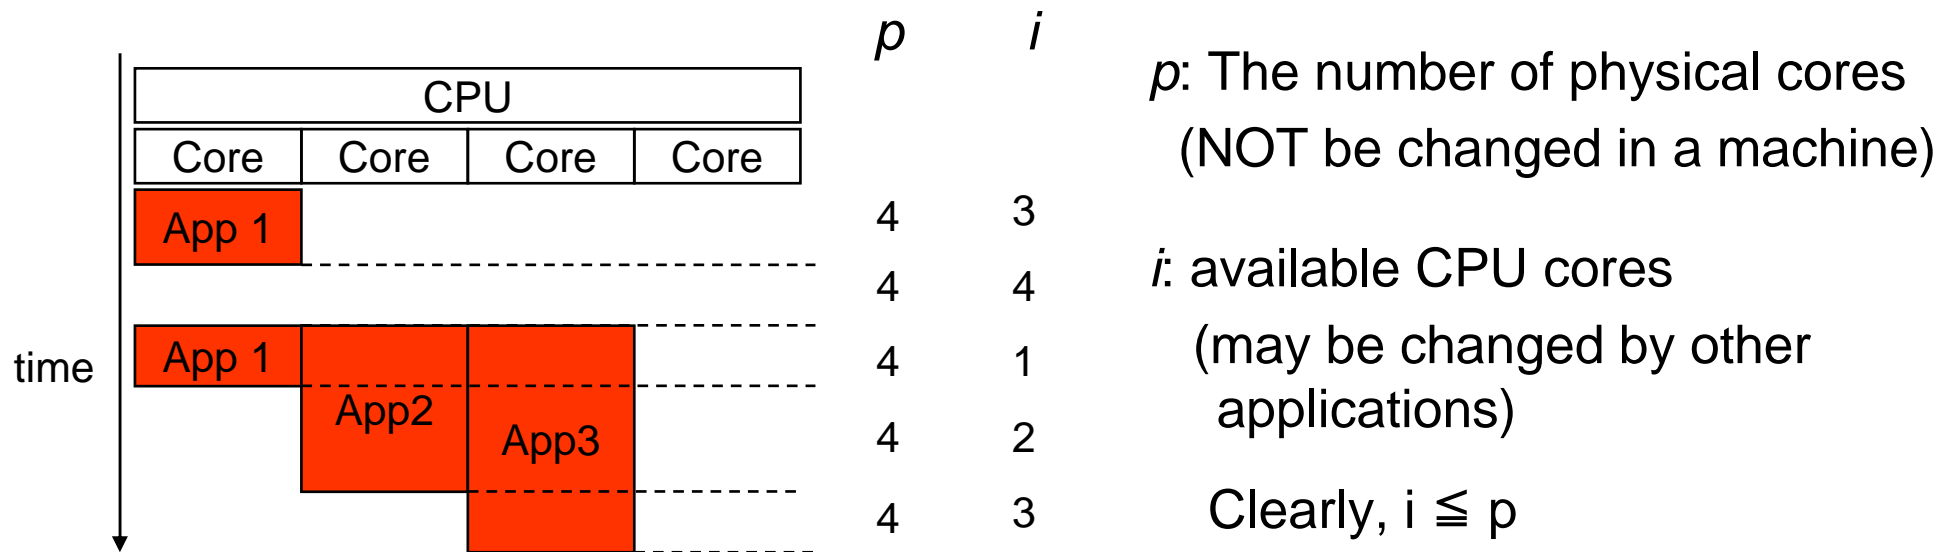 p i
CPU
Core Core Core Core
App 1
4 3
4 4
time
App 1
4 1
App2
App3
4 2
4 3
p: The number of physical cores
(NOT be changed in a machine)
i: available CPU cores
(may be changed by other
applications)
Clearly, i ≦ p